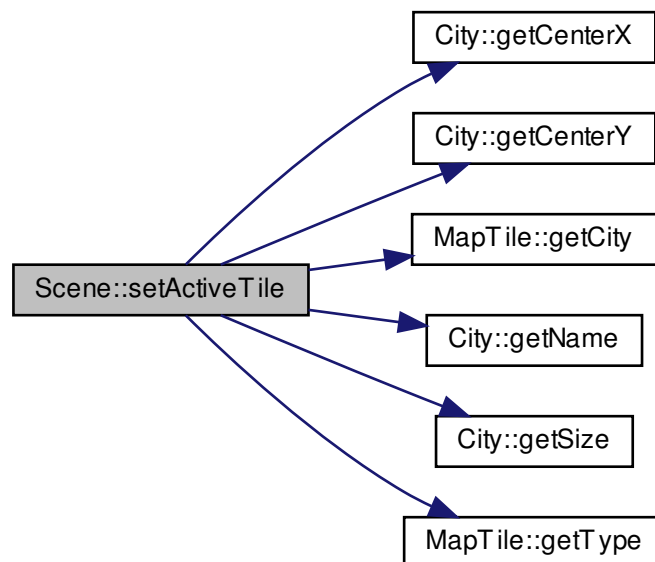 City::getCenterX
City::getCenterY
MapTile::getCity
Scene::setActiveTile
City::getName
City::getSize
MapTile::getType